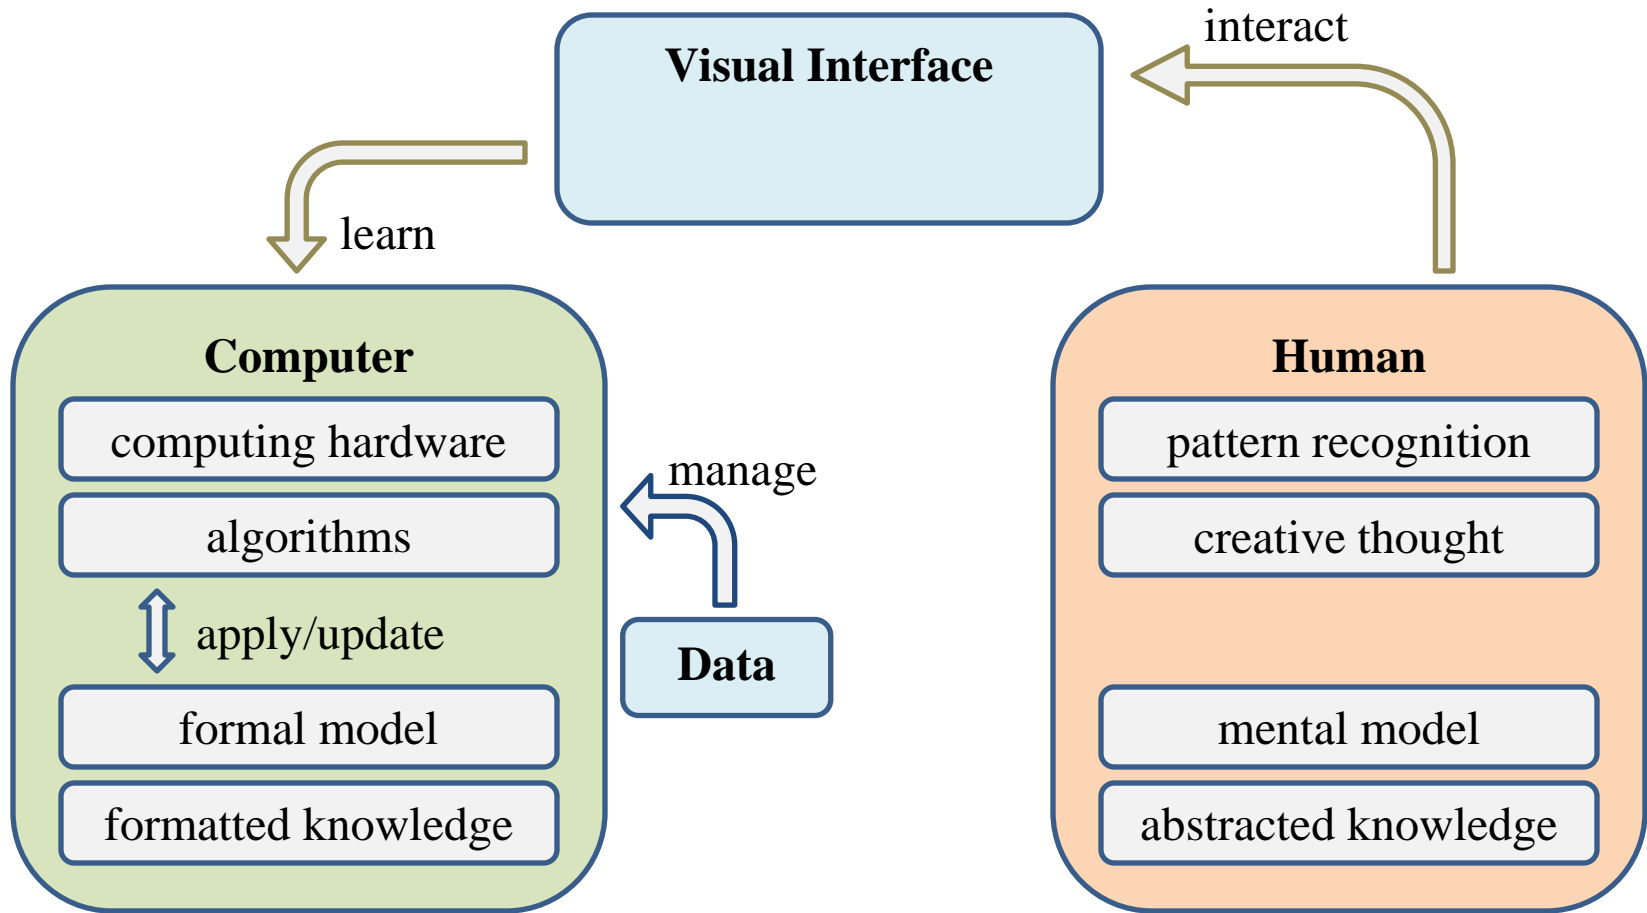 interact
Visual Interface
learn
Computer
computing hardware
algorithms
apply/update
formal model
formatted knowledge
manage
Data
Human
pattern recognition
creative thought
mental model
abstracted knowledge